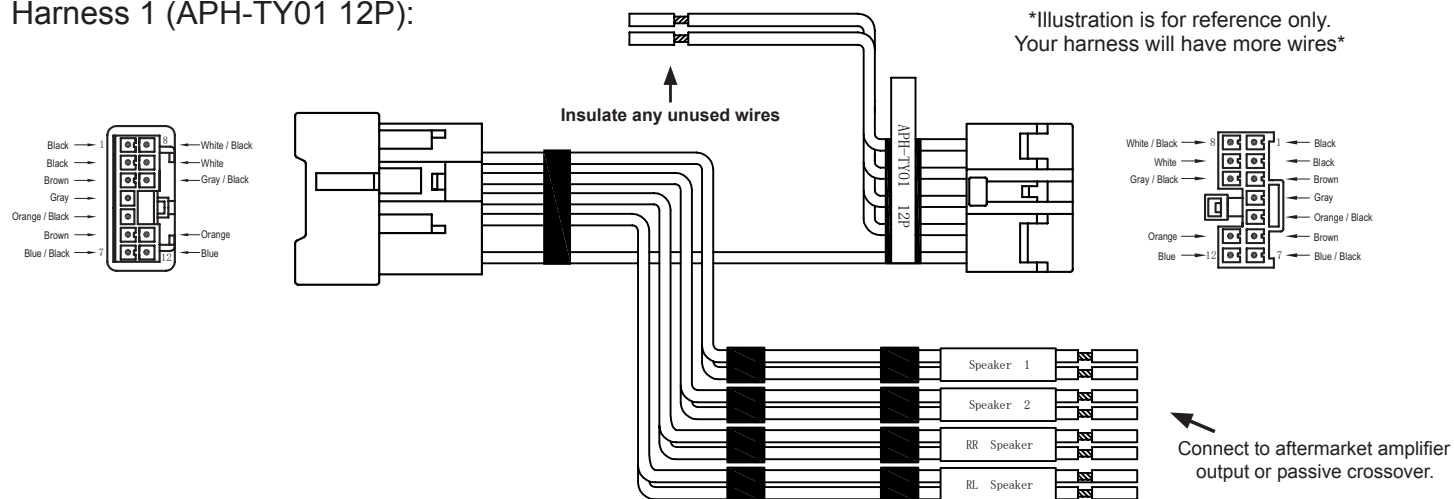 Harness 1 (APH-TY01 12P):
*Illustration is for reference only.
Your harness will have more wires*
Insulate any unused wires
Black 1
Black
Brown
Gray
Orange / Black
Brown
Blue / Black 7
8 White / Black
White
Gray / Black
Orange
12 Blue
APH-TY01 12P
White / Black 8
White
Gray / Black
Orange
Blue 12
1 Black
Black
Brown
Gray
Orange / Black
Brown
7 Blue / Black
Speaker 1
Speaker 2
RR Speaker
RL Speaker
Connect to aftermarket amplifier
output or passive crossover.